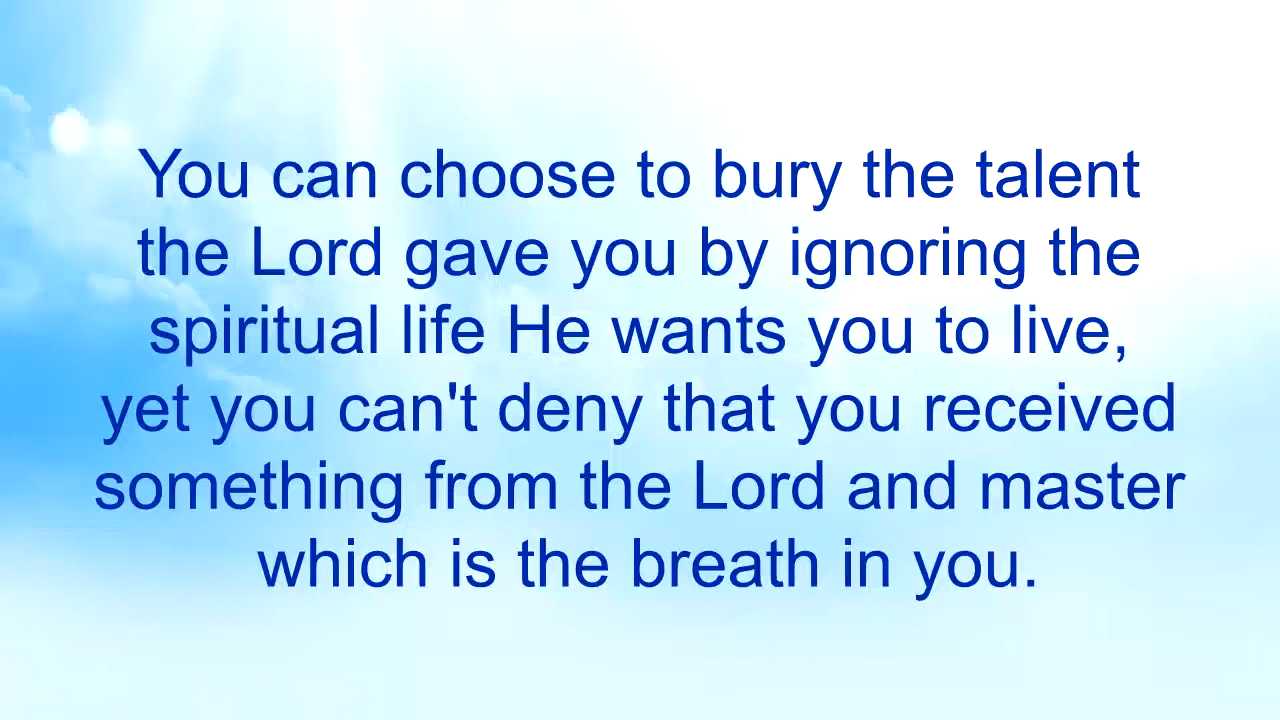 You can choose to bury the talent
the Lord gave you by ignoring the
spiritual life He wants you to live,
yet you can't deny that you received
something from the Lord and master
which is the breath in you.